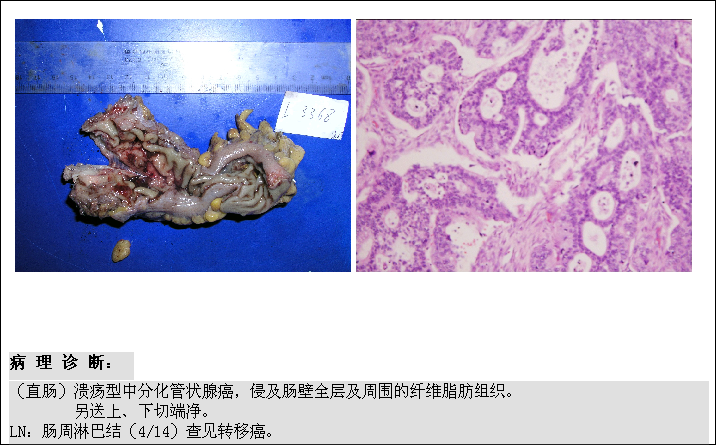 L 3368
病 理 诊 断：
（直肠）溃疡型中分化管状腺癌，侵及肠壁全层及周围的纤维脂肪组织。
另送上、下切端净。
LN：肠周淋巴结（4/14）查见转移癌。